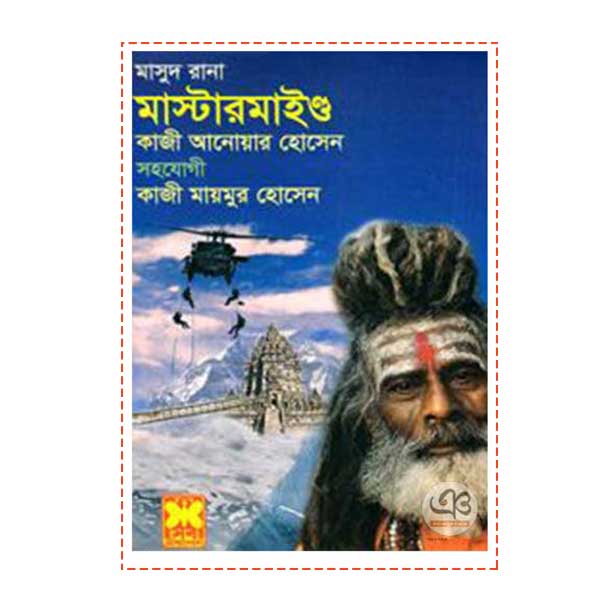 মাসুদ রানা
মাস্টারমাইণ্ড
কাজী আনোয়ার হোসেন
সহযোগী
কাজী মায়মুর হোসেন